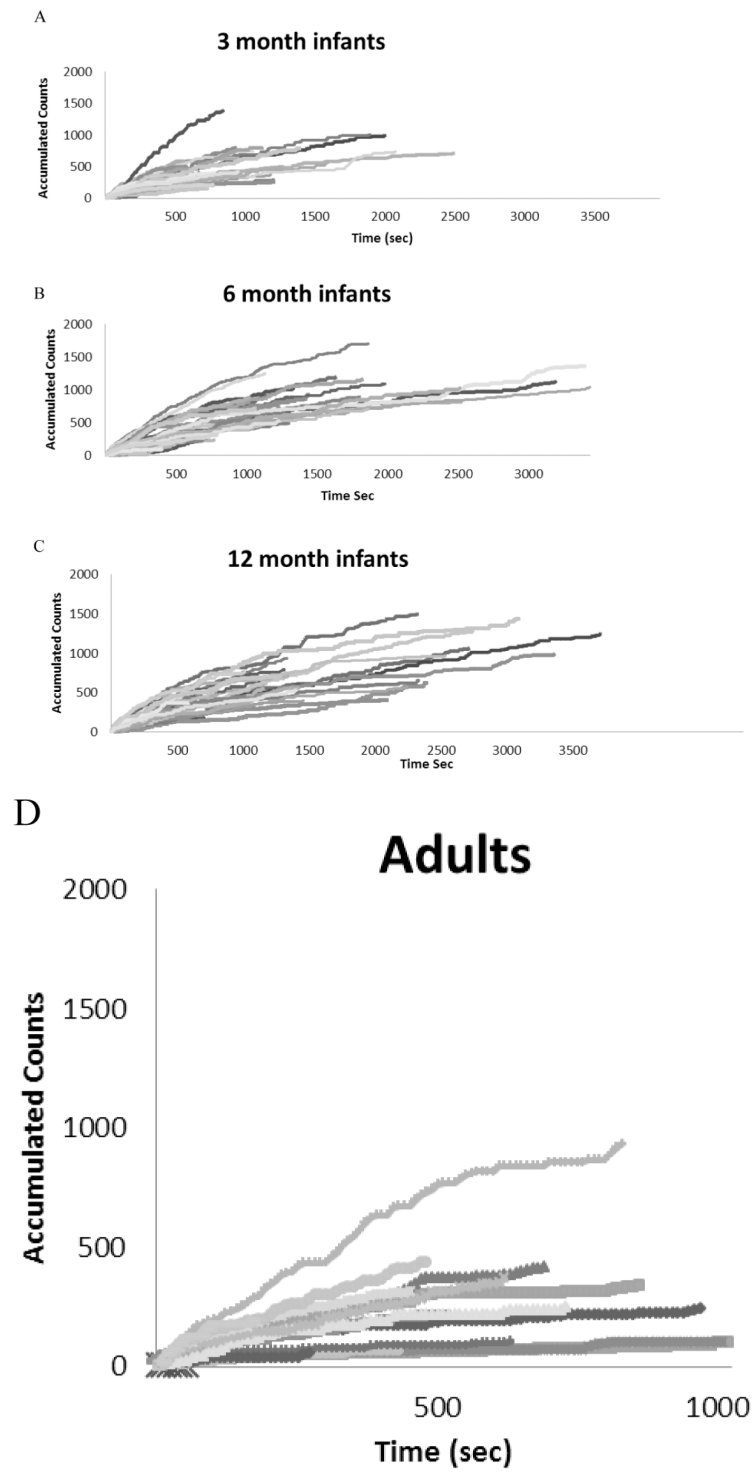 A
3 month infants
2000
1500
1000
500
0
Accumulated Counts
500 1000 1500 2000 2500 3000 3500
Time (sec)
B
6 month infants
2000
1500
1000
500
0
Accumulated Counts
500 1000 1500 2000 2500 3000
Time Sec
C
12 month infants
2000
1500
1000
500
0
Accumulated Counts
500 1000 1500 2000 2500 3000 3500
Time Sec
D
Adults
2000
1500
1000
500
0
Accumulated Counts
500 1000
Time (sec)